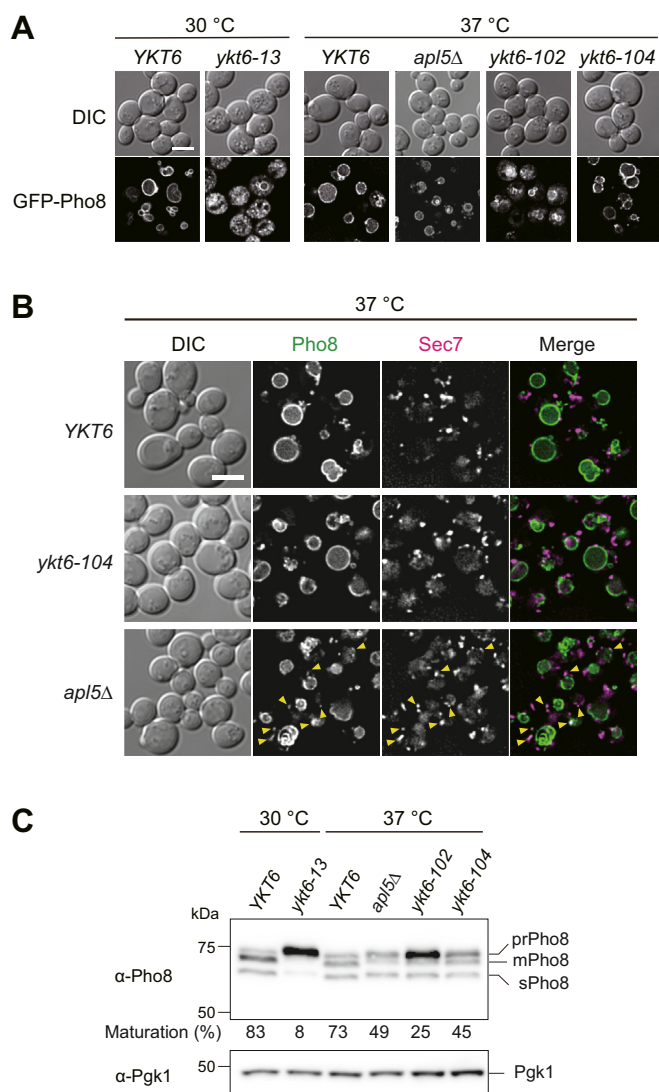 A
30 °C 37 °C
YKT6 ykt6-13 YKT6 apl5Δ ykt6-102 ykt6-104
DIC
GFP-Pho8
B
37 °C
DIC Pho8 Sec7 Merge
YKT6
ykt6-104
apl5Δ
C
30 °C 37 °C
YKT6 ykt6-13 YKT6 apl5Δ ykt6-102 ykt6-104
kDa
75
prPho8
mPho8
α-Pho8
sPho8
50
Maturation (%) 83 8 73 49 25 45
50
α-Pgk1 Pgk1